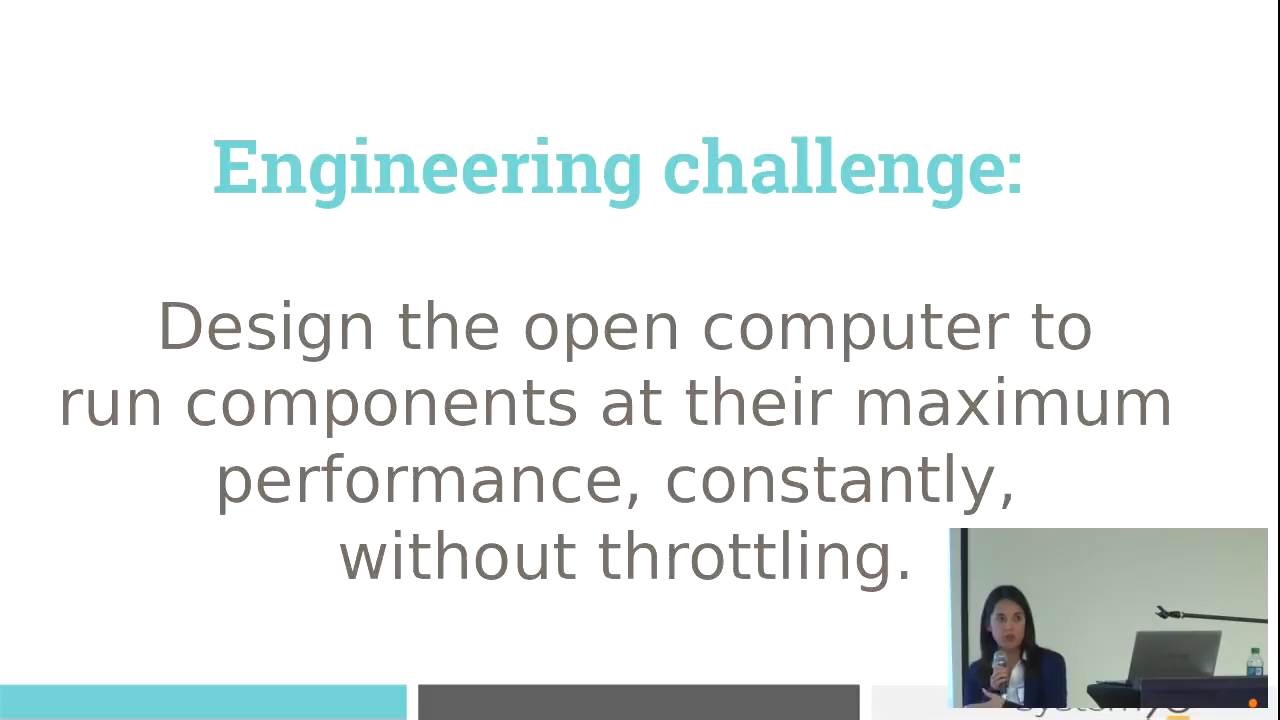 Engineering challenge:
Design the open computer to
run components at their maximum
performance, constantly,
without throttling.